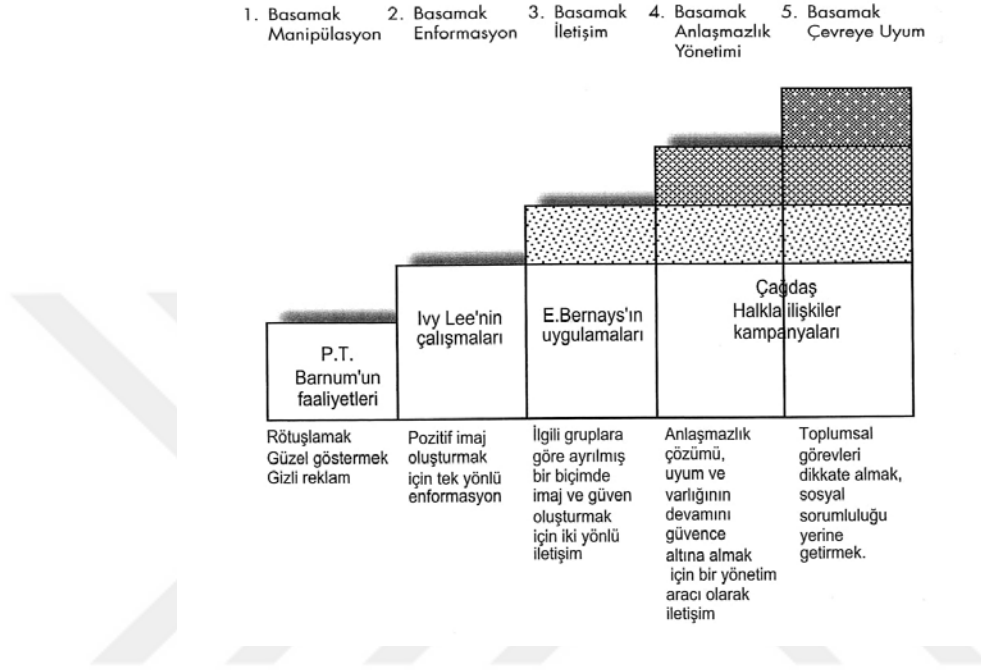 1. Basamak
Manipülasyon
2. Basamak
Enformasyon
3. Basamak
İletişim
4. Basamak
Anlaşmazlık
Yönetimi
5. Basamak
Çevreye Uyum
P.T.
Barnum'un
faaliyetleri
Ivy Lee'nin
çalışmaları
E.Bernays'ın
uygulamaları
Çağdaş
Halkla ilişkiler
kampanyaları
Rötuşlamak
Güzel göstermek
Gizli reklam
Pozitif imaj
oluşturmak
için tek yönlü
enformasyon
İlgili gruplara
göre ayrılmış
bir biçimde
imaj ve güven
oluşturmak
için iki yönlü
iletişim
Anlaşmazlık
çözümü,
uyum ve
varlığının
devamını
güvence
altına almak
için bir yönetim
aracı olarak
iletişim
Toplumsal
görevleri
dikkate almak,
sosyal
sorumluluğu
yerine
getirmek.